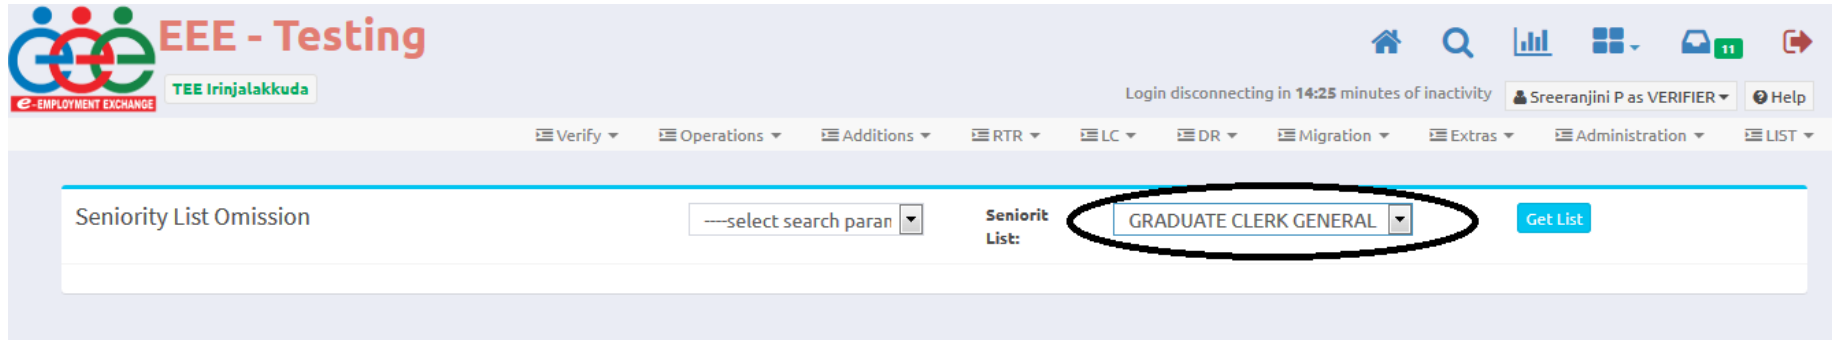 EEE - Testing
e-EMPLOYMENT EXCHANGE
TEE Irinjalakkuda
11
Login disconnecting in 14:25 minutes of inactivity
Sreeranjini P as VERIFIER
Help
Verify
Operations
Additions
RTR
LC
DR
Migration
Extras
Administration
LIST
Seniority List Omission
----select search paran
Seniorit
List:
GRADUATE CLERK GENERAL
Get List